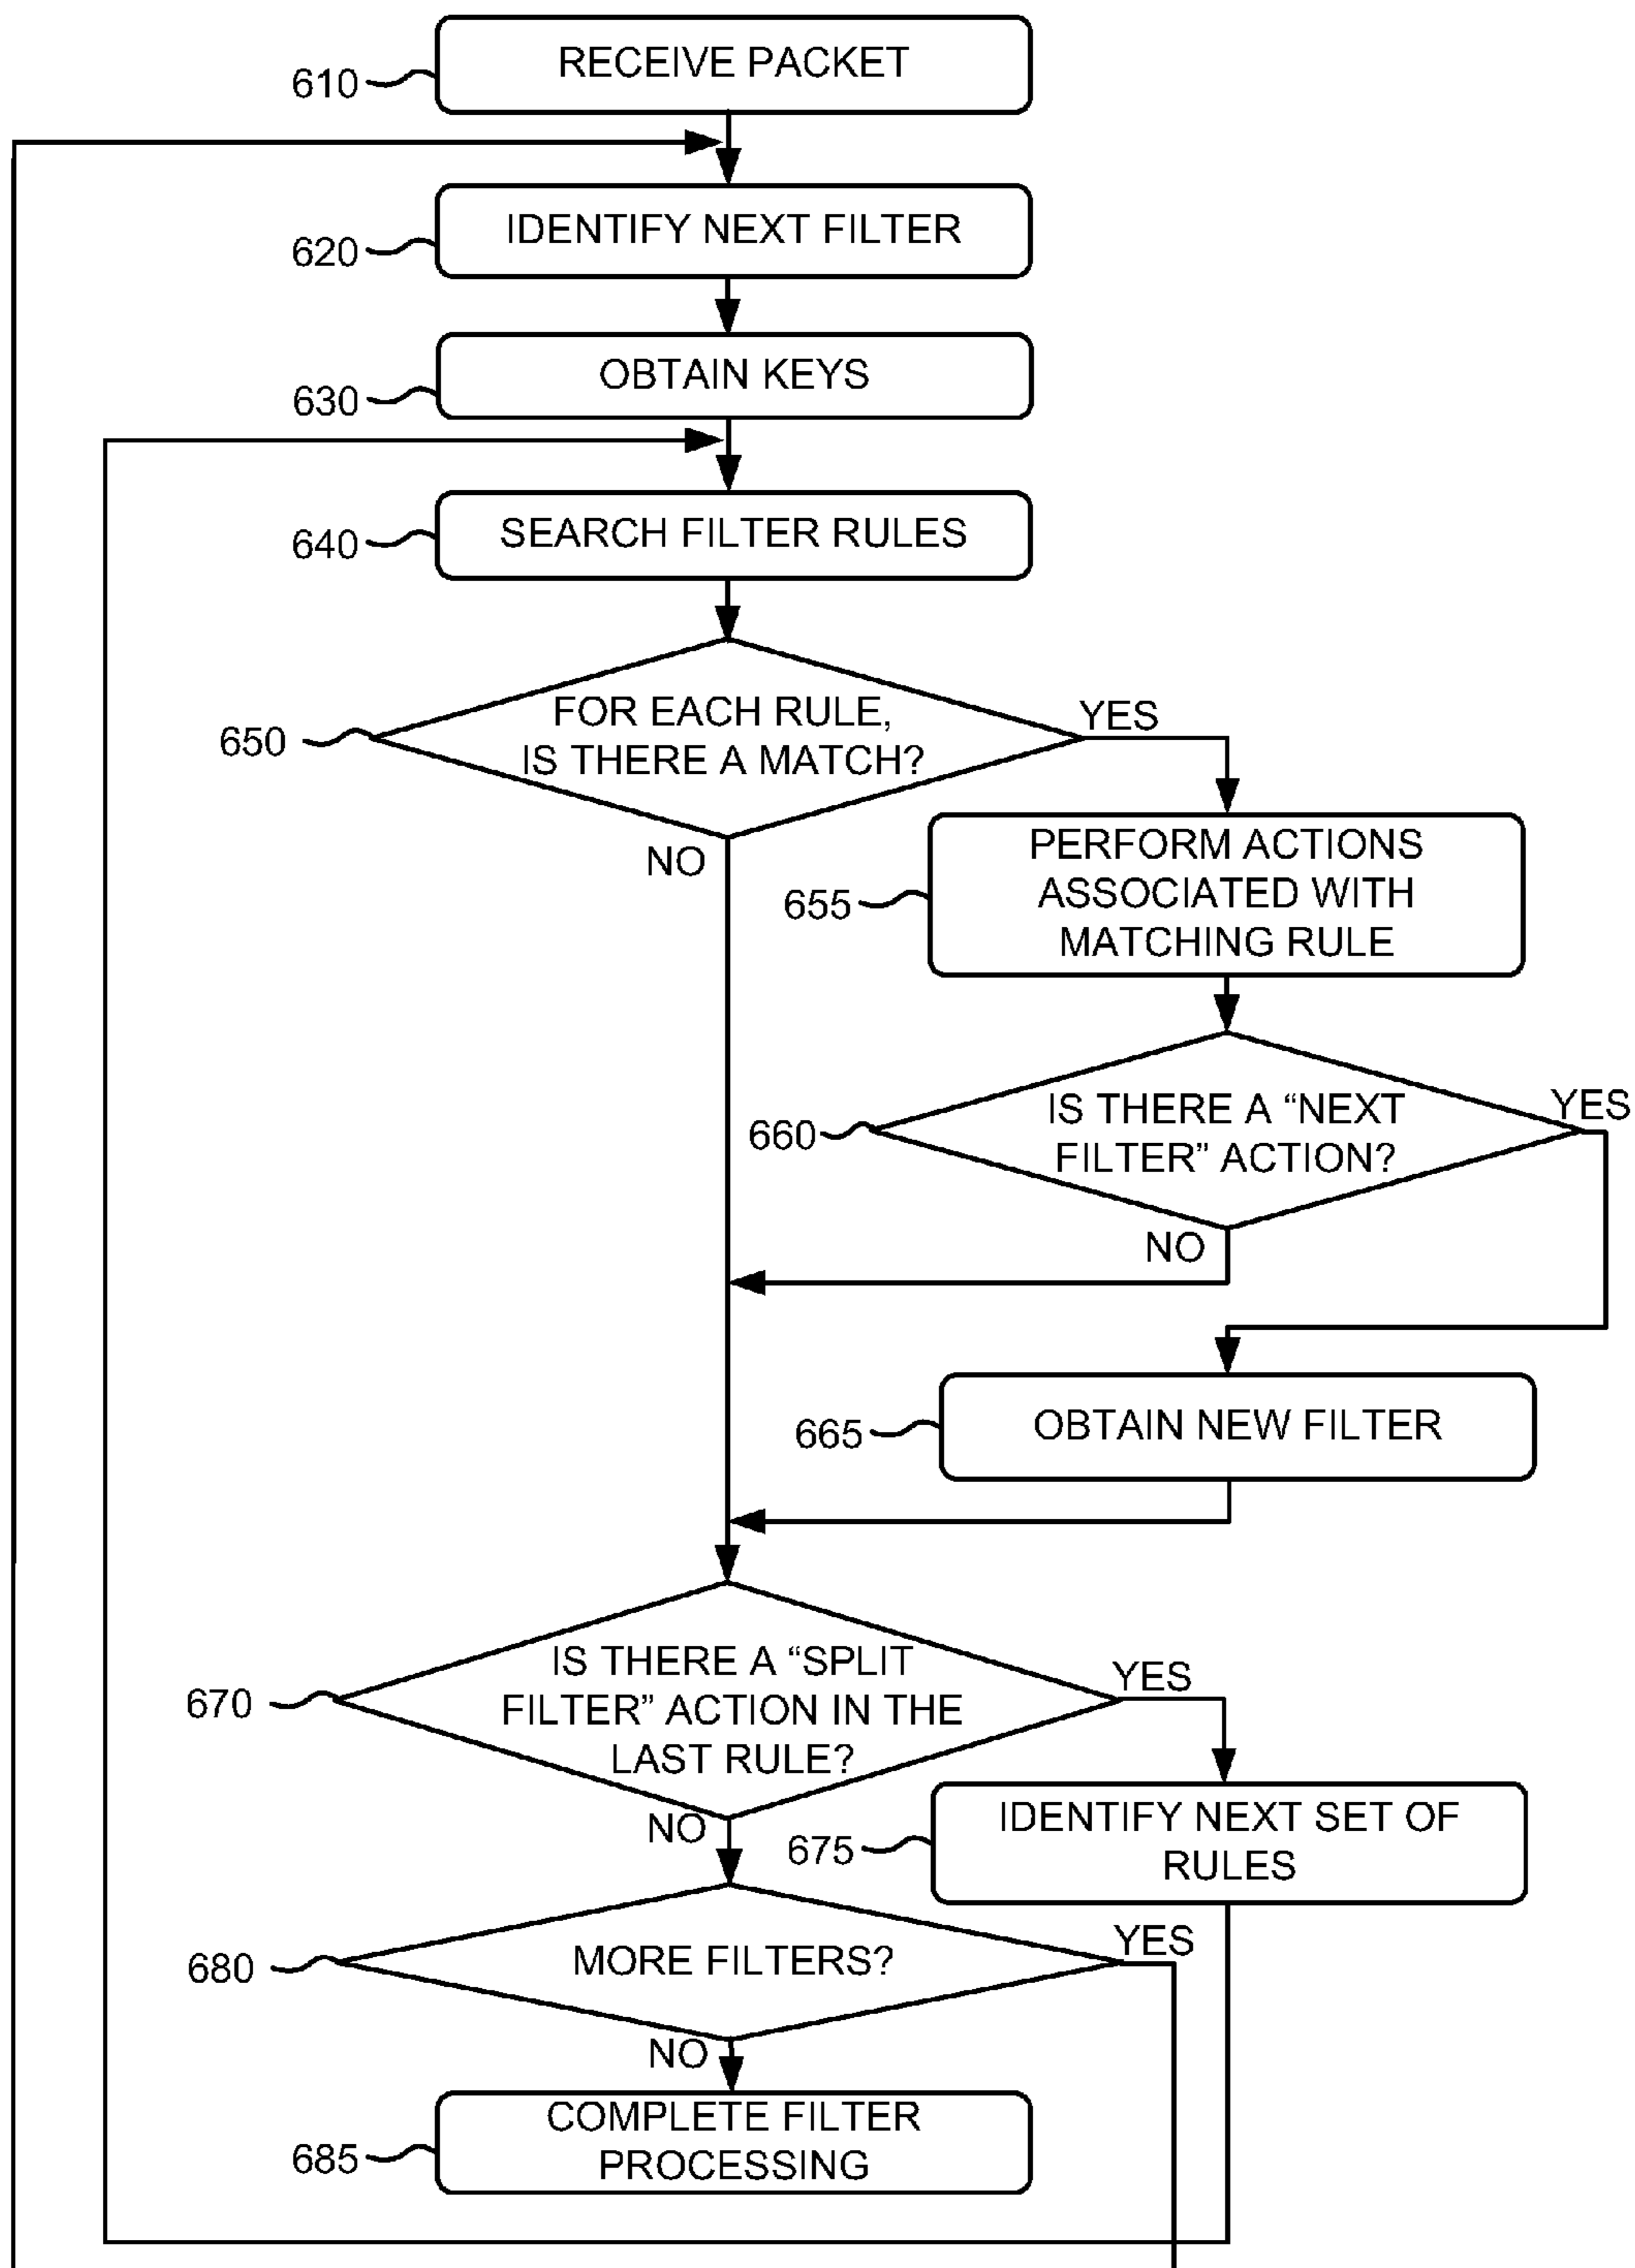 RECEIVE PACKET
610
IDENTIFY NEXT FILTER
620
OBTAIN KEYS
630
SEARCH FILTER RULES
640
FOR EACH RULE,
IS THERE A MATCH?
YES
650
NO
PERFORM ACTIONS
ASSOCIATED WITH
MATCHING RULE
655
IS THERE A “NEXT
FILTER” ACTION?
YES
660
NO
OBTAIN NEW FILTER
665
IS THERE A “SPLIT
FILTER” ACTION IN THE
LAST RULE?
YES
670
NO
IDENTIFY NEXT SET OF
RULES
675
MORE FILTERS?
YES
680
NO
COMPLETE FILTER
PROCESSING
685